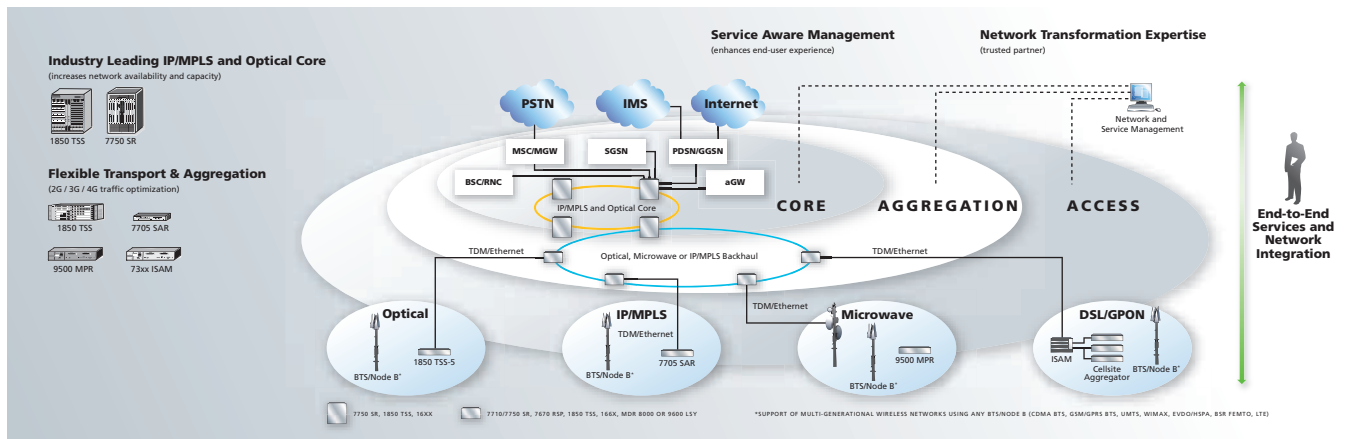 Service Aware Management
(enhances end-user experience)
Network Transformation Expertise
(trusted partner)
Industry Leading IP/MPLS and Optical Core
(increases network availability and capacity)
1850 TSS
7750 SR
Flexible Transport & Aggregation
(2G / 3G / 4G traffic optimization)
1850 TSS
7705 SAR
9500 MPR
73xx ISAM
PSTN
IMS
Internet
Network and
Service Management
MSC/MGW
SGSN
PDSN/GGSN
BSC/RNC
aGW
IP/MPLS and Optical Core
CORE
AGGREGATION
ACCESS
End-to-End
Services and
Network
Integration
TDM/Ethernet
Optical, Microwave or IP/MPLS Backhaul
TDM/Ethernet
Optical
1850 TSS-5
BTS/Node B*
IP/MPLS
TDM/Ethernet
7705 SAR
BTS/Node B*
TDM/Ethernet
Microwave
9500 MPR
BTS/Node B*
DSL/GPON
ISAM
Cellsite
Aggregator
BTS/Node B*
7750 SR, 1850 TSS, 16XX
7710/7750 SR, 7670 RSP, 1850 TSS, 166X, MDR 8000 OR 9600 LSY
*SUPPORT OF MULTI-GENERATIONAL WIRELESS NETWORKS USING ANY BTS/NODE B (CDMA BTS, GSM/GPRS BTS, UMTS, WIMAX, EVDO/HSPA, BSR FEMTO, LTE)